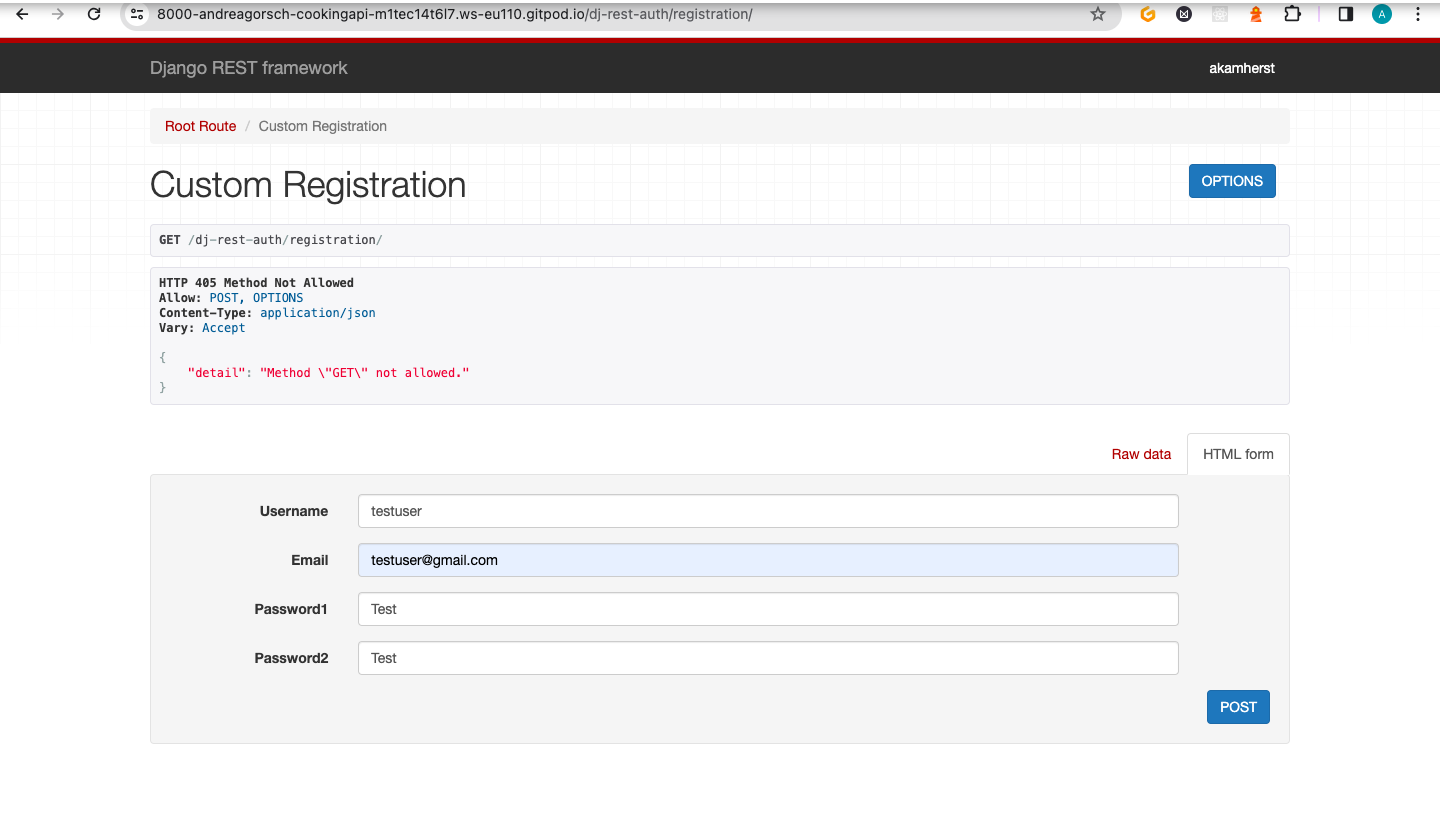 8000-andreagorsch-cookingapi-m1tec14t6l7.ws-eu110.gitpod.io/dj-rest-auth/registration/
A
Django REST framework
akamherst
Root Route / Custom Registration
Custom Registration
OPTIONS
GET /dj-rest-auth/registration/
HTTP 405 Method Not Allowed
Allow: POST, OPTIONS
Content-Type: application/json
Vary: Accept
{
"detail": "Method \"GET\" not allowed."
}
Raw data
HTML form
Username testuser
Email testuser@gmail.com
Password1 Test
Password2 Test
POST